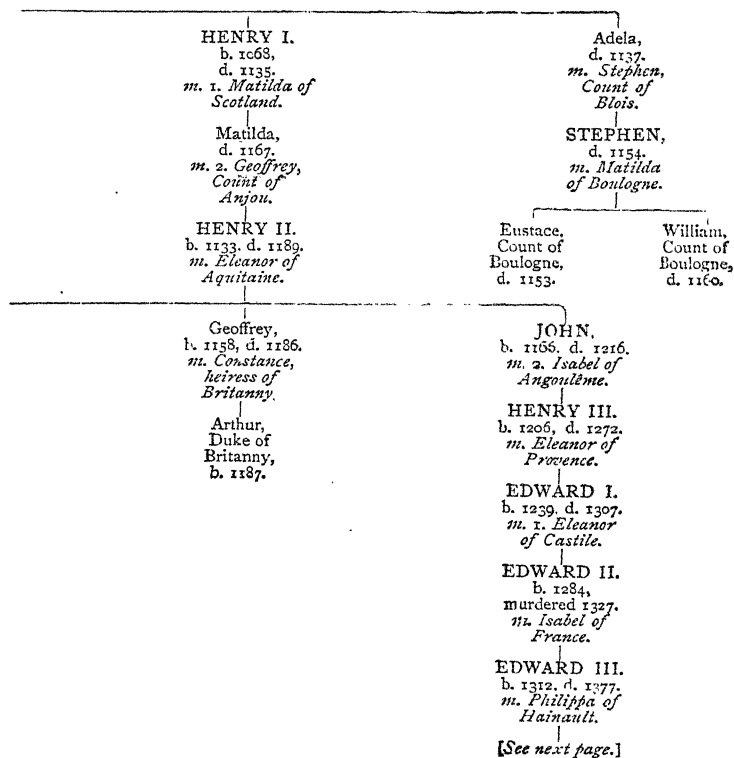 HENRY I.
b. 1068,
d. 1135.
m. 1. Matilda of
Scotland.
Matilda,
d. 1167.
m. 2. Geoffrey,
Count of
Anjou.
HENRY II.
b. 1133. d. 1189.
m. Eleanor of
Aquitaine.
Adela,
d. 1137.
m. Stephen,
Count of
Blois.
STEPHEN,
d. 1154.
m. Matilda
of Boulogne.
Eustace,
Count of
Boulogne,
d. 1153.
William,
Count of
Boulogne,
d. 1160.
Geoffrey,
b. 1158, d. 1186.
m. Constance,
heiress of
Britanny.
Arthur,
Duke of
Britanny,
b. 1187.
JOHN,
b. 1166. d. 1216.
m. 2. Isabel of
Angoulême.
HENRY III.
b. 1206, d. 1272.
m. Eleanor of
Provence.
EDWARD I.
b. 1239. d. 1307.
m. 1. Eleanor
of Castile.
EDWARD II.
b. 1284,
murdered 1327.
m. Isabel of
France.
EDWARD III.
b. 1312. d. 1377.
m. Philippa of
Hainault.
[See next page.]